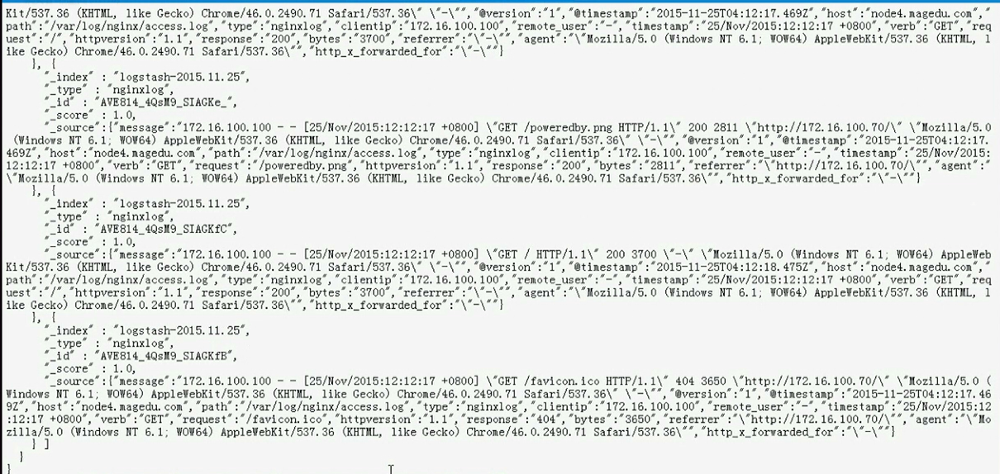 Kit/537.36 (KHTML, like Gecko) Chrome/46.0.2490.71 Safari/537.36\" \"-\"","@version":"1","@timestamp":"2015-11-25T04:12:17.469Z","host":"node4.magedu.com","
path":"/var/log/nginx/access.log","type":"nginxlog","clientip":"172.16.100.100","remote_user":"-","timestamp":"25/Nov/2015:12:12:17 +0800","verb":"GET","req
uest":"/","httpversion":"1.1","response":"200","bytes":"3700","referrer":"\"-\"","agent":"\"Mozilla/5.0 (Windows NT 6.1; WOW64) AppleWebKit/537.36 (KHTML, l
ike Gecko) Chrome/46.0.2490.71 Safari/537.36\"","http_x_forwarded_for":"\"-\""}
    }, {
      "_index" : "logstash-2015.11.25",
      "_type" : "nginxlog",
      "_id" : "AVE814_4QsM9_SIAGKe_",
      "_score" : 1.0,
      "_source":{"message":"172.16.100.100 - - [25/Nov/2015:12:12:17 +0800] \"GET /poweredby.png HTTP/1.1\" 200 2811 \"http://172.16.100.70/\" \"Mozilla/5.0
 (Windows NT 6.1; WOW64) AppleWebKit/537.36 (KHTML, like Gecko) Chrome/46.0.2490.71 Safari/537.36\" \"-\"","@version":"1","@timestamp":"2015-11-25T04:12:17.
469Z","host":"node4.magedu.com","path":"/var/log/nginx/access.log","type":"nginxlog","clientip":"172.16.100.100","remote_user":"-","timestamp":"25/Nov/2015:
12:12:17 +0800","verb":"GET","request":"/poweredby.png","httpversion":"1.1","response":"200","bytes":"2811","referrer":"\"http://172.16.100.70/\"","agent":"
\"Mozilla/5.0 (Windows NT 6.1; WOW64) AppleWebKit/537.36 (KHTML, like Gecko) Chrome/46.0.2490.71 Safari/537.36\"","http_x_forwarded_for":"\"-\""}
    }, {
      "_index" : "logstash-2015.11.25",
      "_type" : "nginxlog",
      "_id" : "AVE814_4QsM9_SIAGKfC",
      "_score" : 1.0,
      "_source":{"message":"172.16.100.100 - - [25/Nov/2015:12:12:17 +0800] \"GET / HTTP/1.1\" 200 3700 \"-\" \"Mozilla/5.0 (Windows NT 6.1; WOW64) AppleWeb
Kit/537.36 (KHTML, like Gecko) Chrome/46.0.2490.71 Safari/537.36\" \"-\"","@version":"1","@timestamp":"2015-11-25T04:12:18.475Z","host":"node4.magedu.com","
path":"/var/log/nginx/access.log","type":"nginxlog","clientip":"172.16.100.100","remote_user":"-","timestamp":"25/Nov/2015:12:12:17 +0800","verb":"GET","req
uest":"/","httpversion":"1.1","response":"200","bytes":"3700","referrer":"\"-\"","agent":"\"Mozilla/5.0 (Windows NT 6.1; WOW64) AppleWebKit/537.36 (KHTML, l
ike Gecko) Chrome/46.0.2490.71 Safari/537.36\"","http_x_forwarded_for":"\"-\""}
    }, {
      "_index" : "logstash-2015.11.25",
      "_type" : "nginxlog",
      "_id" : "AVE814_4QsM9_SIAGKfB",
      "_score" : 1.0,
      "_source":{"message":"172.16.100.100 - - [25/Nov/2015:12:12:17 +0800] \"GET /favicon.ico HTTP/1.1\" 404 3650 \"http://172.16.100.70/\" \"Mozilla/5.0 (
Windows NT 6.1; WOW64) AppleWebKit/537.36 (KHTML, like Gecko) Chrome/46.0.2490.71 Safari/537.36\" \"-\"","@version":"1","@timestamp":"2015-11-25T04:12:17.46
9Z","host":"node4.magedu.com","path":"/var/log/nginx/access.log","type":"nginxlog","clientip":"172.16.100.100","remote_user":"-","timestamp":"25/Nov/2015:12
:12:17 +0800","verb":"GET","request":"/favicon.ico","httpversion":"1.1","response":"404","bytes":"3650","referrer":"\"http://172.16.100.70/\"","agent":"\"Mo
zilla/5.0 (Windows NT 6.1; WOW64) AppleWebKit/537.36 (KHTML, like Gecko) Chrome/46.0.2490.71 Safari/537.36\"","http_x_forwarded_for":"\"-\""}
    } ]
  }
}